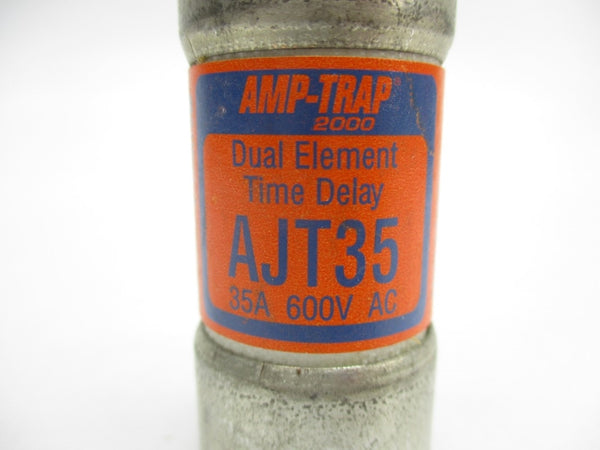 AMP-TRAP
2000
Dual Element
Time Delay
AJT35
35A 600V AC